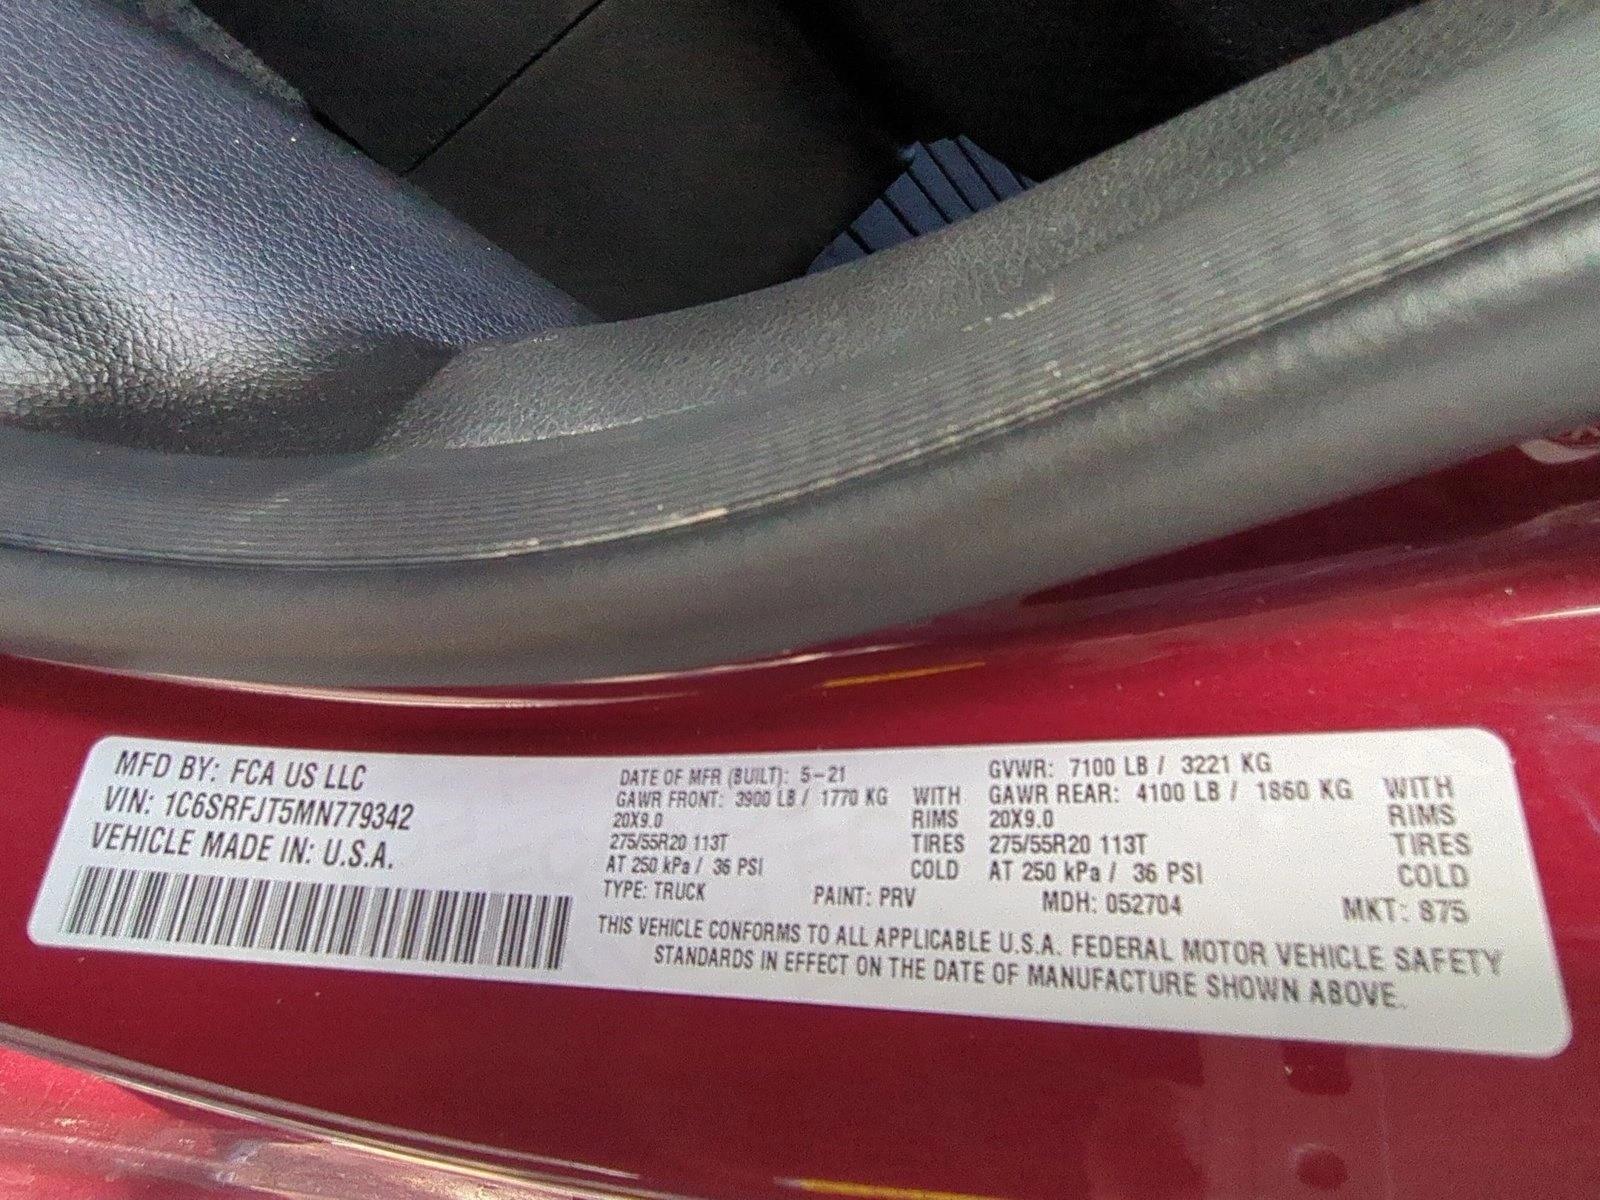 MFD BY: FCA US LLC
VIN: 1C6SRFJT5MN779342
VEHICLE MADE IN: U.S.A.
DATE OF MFR (BUILT): 5-21
GAWR FRONT: 3900 LB / 1770 KG WITH
20X9.0 RIMS
275/55R20 113T TIRES
AT 250 kPa / 36 PSI COLD
GVWR: 7100 LB / 3221 KG
GAWR REAR: 4100 LB / 1860 KG WITH
20X9.0 RIMS
275/55R20 113T TIRES
AT 250 kPa / 36 PSI COLD
TYPE: TRUCK PAINT: PRV MDH: 052704 MKT: 875
THIS VEHICLE CONFORMS TO ALL APPLICABLE U.S.A. FEDERAL MOTOR VEHICLE SAFETY
STANDARDS IN EFFECT ON THE DATE OF MANUFACTURE SHOWN ABOVE.